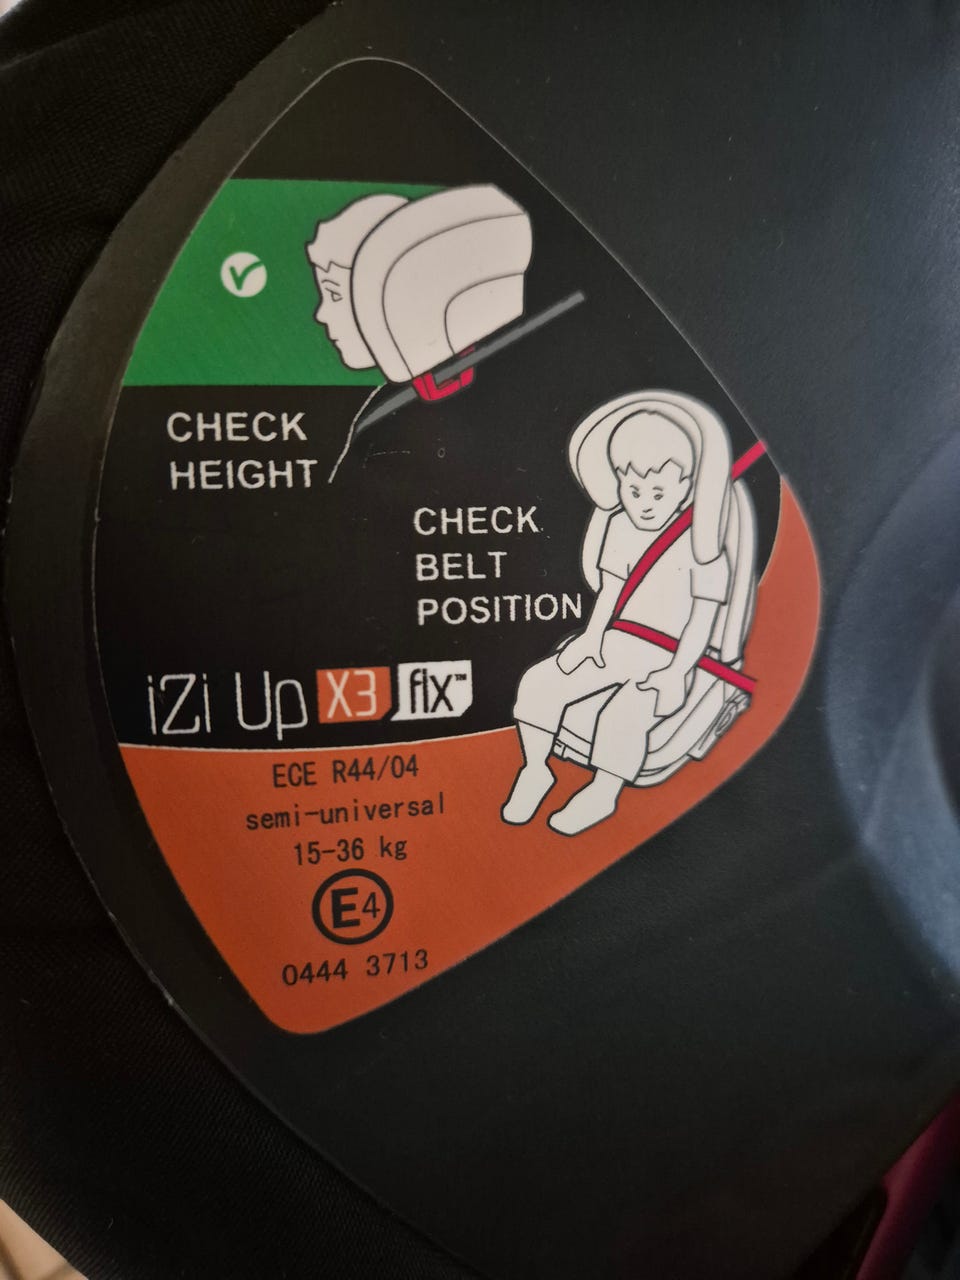 CHECK
HEIGHT
CHECK
BELT
POSITION
iZi Up X3 fix™
ECE R44/04
semi-universal
15-36 kg
E4
0444 3713